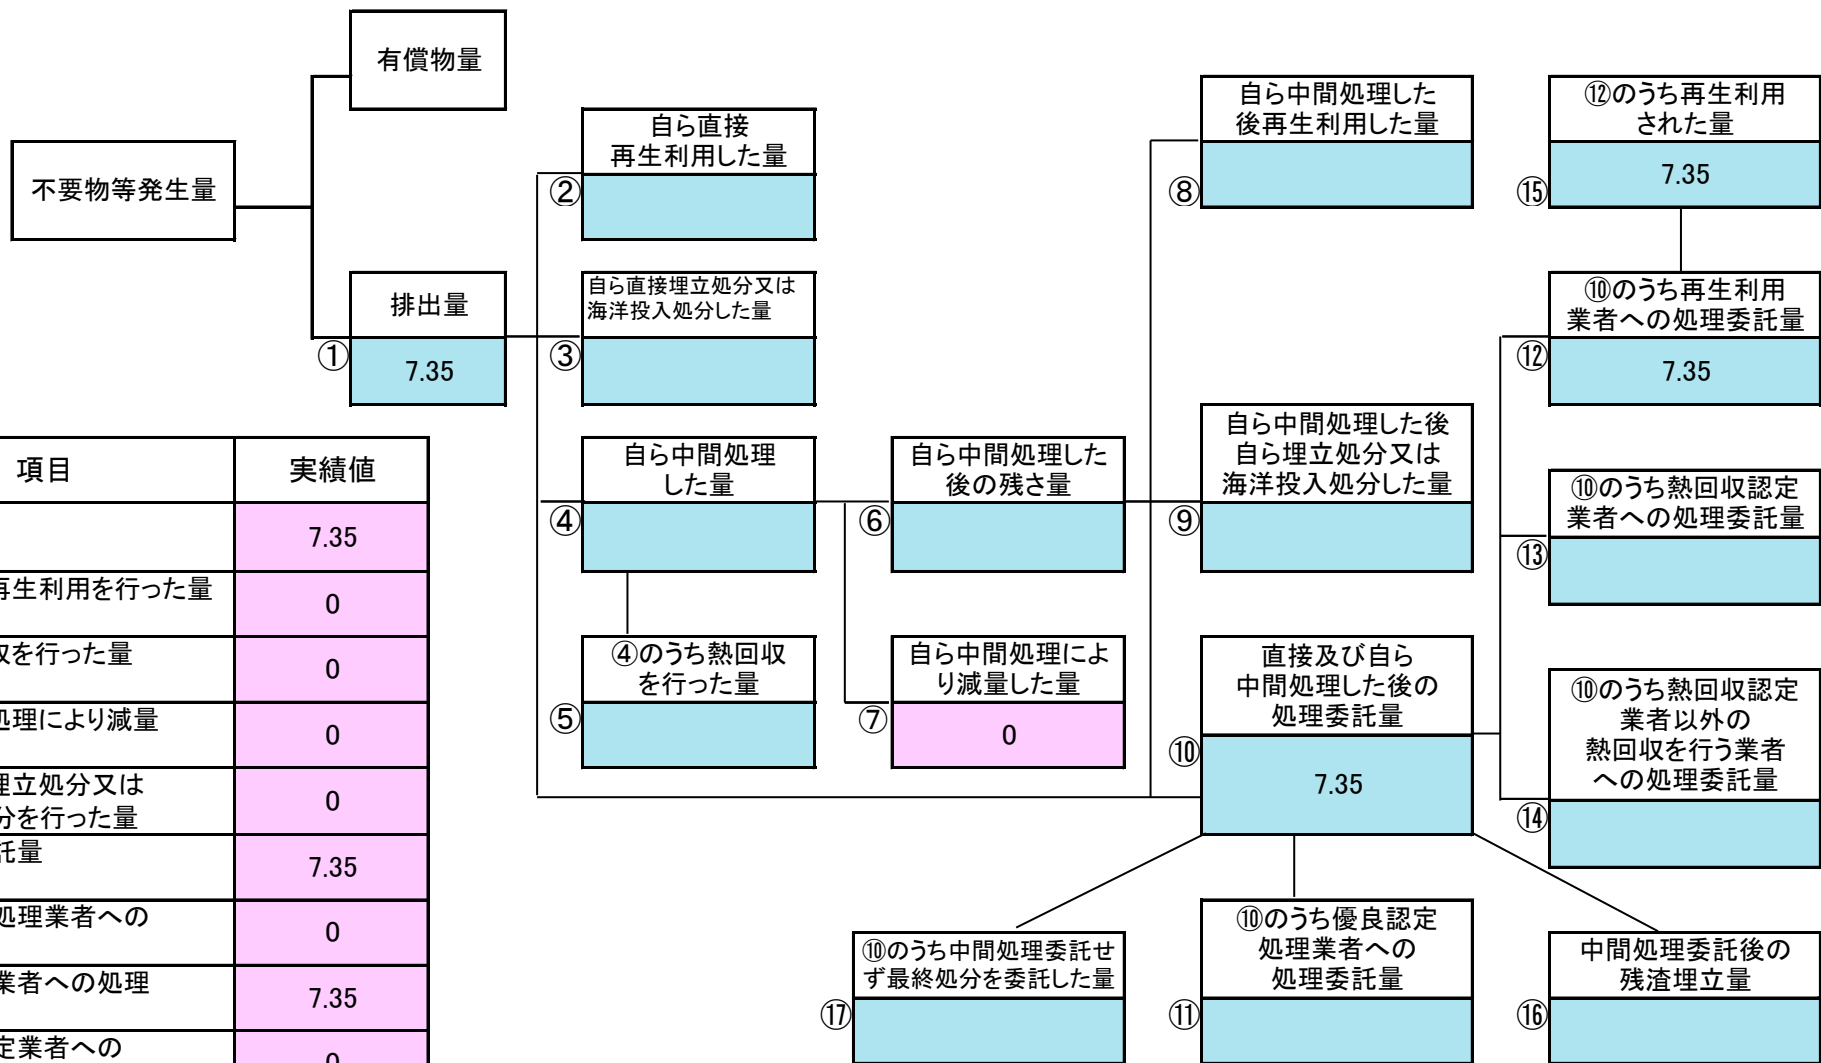 有償物量
不要物等発生量
排出量
①
7.35
自ら直接
再生利用した量
②
自ら直接埋立処分又は
海洋投入処分した量
③
自ら中間処理
した量
④
④のうち熱回収
を行った量
⑤
自ら中間処理した
後の残さ量
⑥
自ら中間処理によ
り減量した量
⑦
0
自ら中間処理した
後再生利用した量
⑧
自ら中間処理した後
自ら埋立処分又は
海洋投入処分した量
⑨
直接及び自ら
中間処理した後の
処理委託量
⑩
7.35
⑫のうち再生利用
された量
⑮
7.35
⑩のうち再生利用
業者への処理委託量
⑫
7.35
⑩のうち熱回収認定
業者への処理委託量
⑬
⑩のうち熱回収認定
業者以外の
熱回収を行う業者
への処理委託量
⑭
⑩のうち中間処理委託せ
ず最終処分を委託した量
⑰
⑩のうち優良認定
処理業者への
処理委託量
⑪
中間処理委託後の
残渣埋立量
⑯
項目
実績値
7.35
再生利用を行った量
0
を行った量
0
処理により減量
0
埋立処分又は
分を行った量
0
託量
7.35
処理業者への
0
業者への処理
7.35
定業者への
0